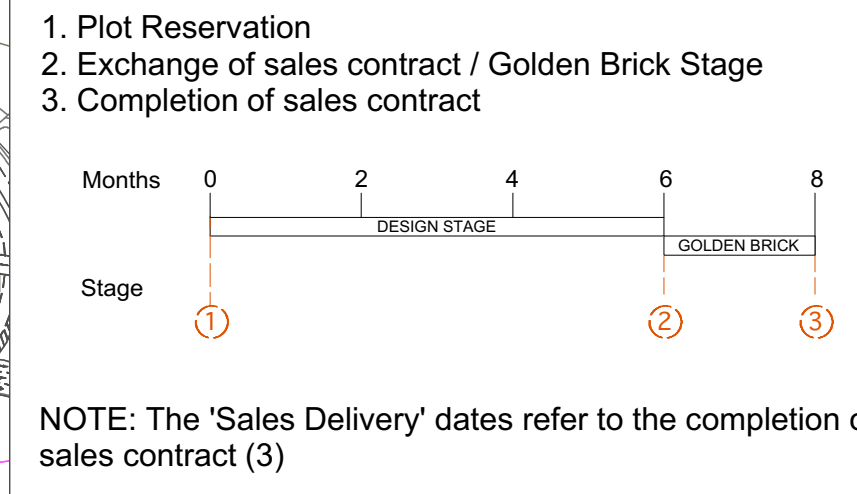 1. Plot Reservation
2. Exchange of sales contract / Golden Brick Stage
3. Completion of sales contract
Months 0 2 4 6 8
DESIGN STAGE
GOLDEN BRICK
Stage
1 2 3
NOTE: The 'Sales Delivery' dates refer to the completion
sales contract (3)